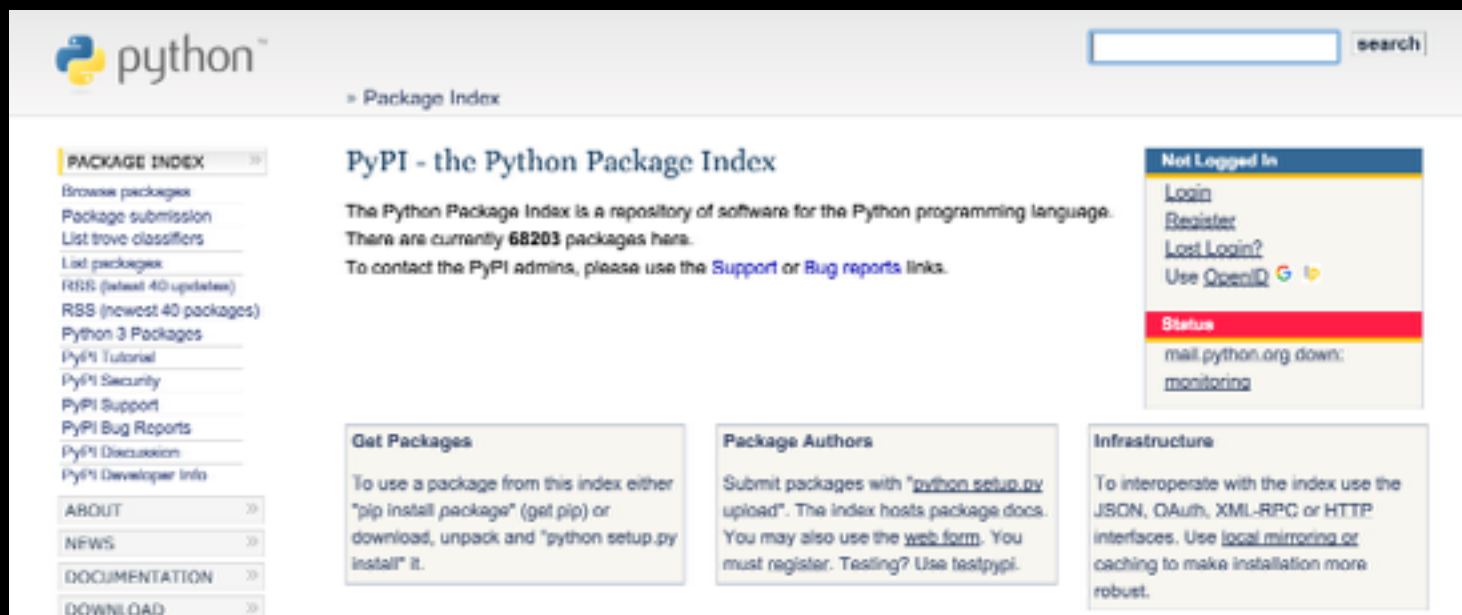 python™
search
» Package Index
PACKAGE INDEX »
Browse packages
Package submission
List trove classifiers
List packages
RSS (latest 40 updates)
RSS (newest 40 packages)
Python 3 Packages
PyPI Tutorial
PyPI Security
PyPI Support
PyPI Bug Reports
PyPI Discussion
PyPI Developer Info
ABOUT »
NEWS »
DOCUMENTATION »
DOWNLOAD »
PyPI - the Python Package Index
The Python Package Index is a repository of software for the Python programming language.
There are currently 68203 packages here.
To contact the PyPI admins, please use the Support or Bug reports links.
Not Logged In
Login
Register
Lost Login?
Use OpenID
Status
mail.python.org down:
monitoring
Get Packages
To use a package from this index either
"pip install package" (get pip) or
download, unpack and "python setup.py
install" it.
Package Authors
Submit packages with "python setup.py
upload". The index hosts package docs.
You may also use the web form. You
must register. Testing? Use testpypi.
Infrastructure
To interoperate with the index use the
JSON, OAuth, XML-RPC or HTTP
interfaces. Use local mirroring or
caching to make installation more
robust.